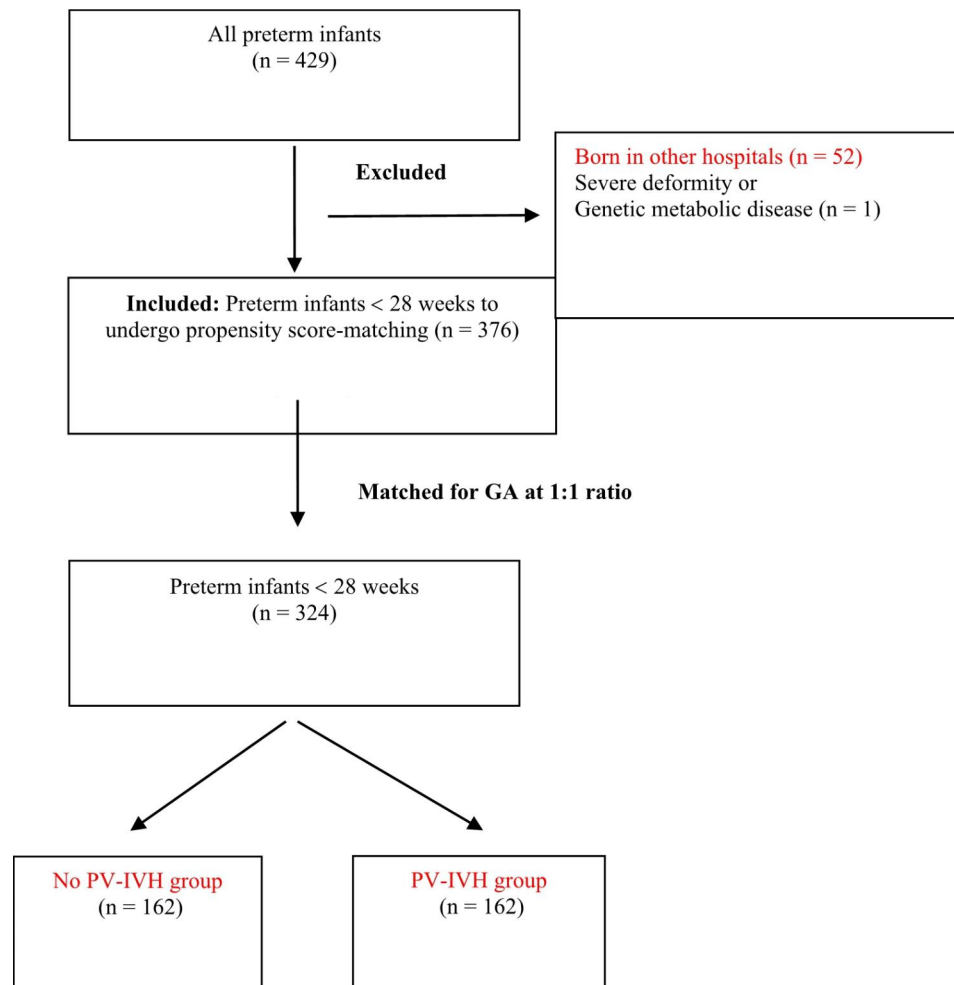 All preterm infants
(n = 429)
Excluded
Born in other hospitals (n = 52)
Severe deformity or
Genetic metabolic disease (n = 1)
Included: Preterm infants < 28 weeks to
undergo propensity score-matching (n = 376)
Matched for GA at 1:1 ratio
Preterm infants < 28 weeks
(n = 324)
No PV-IVH group
(n = 162)
PV-IVH group
(n = 162)